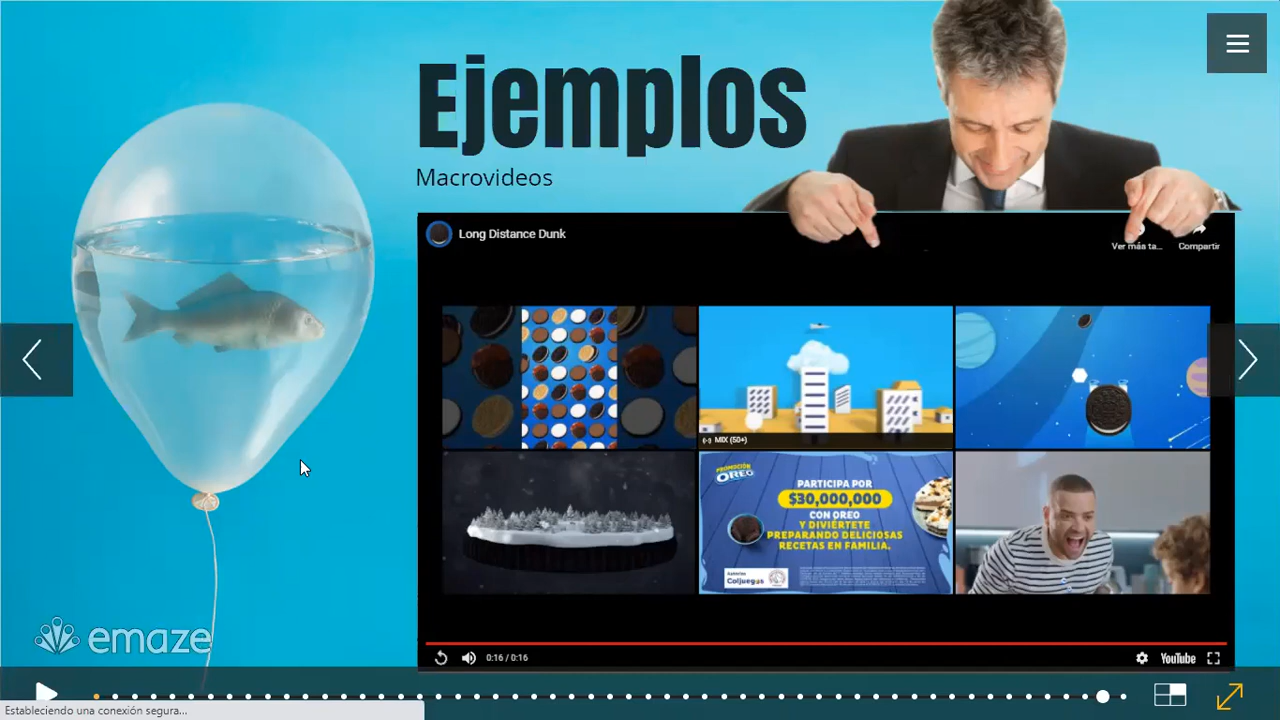 Ejemplos
Macrovideos
Long Distance Dunk
Ver más ta...
Compartir
MIX (50+)
PROMOCIÓN
OREO
PARTICIPA POR
$30,000,000
CON OREO
Y DIVIÉRTETE
PREPARANDO DELICIOSAS
RECETAS EN FAMILIA.
Autoriza
Coljuegos
emaze
0:16 / 0:16
YouTube
Estableciendo una conexión segura...